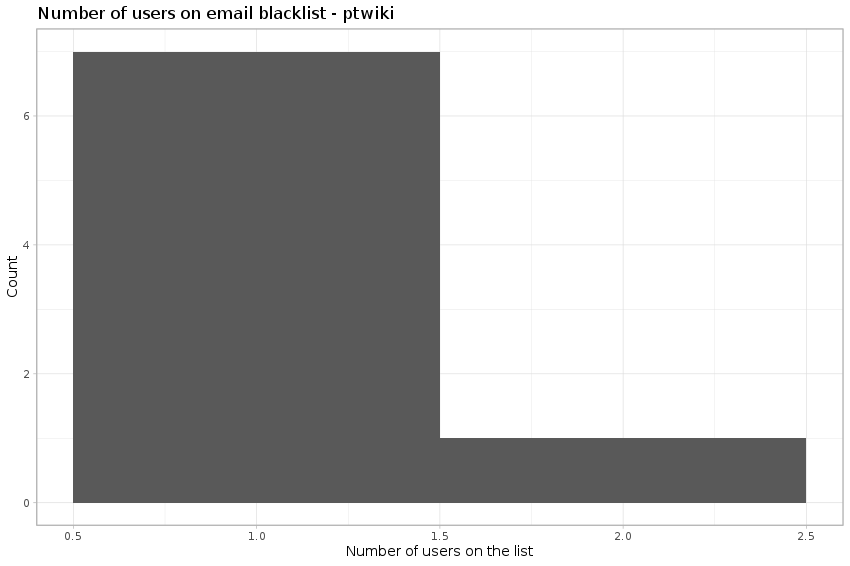 Number of users on email blacklist - ptwiki
Count
6
4
2
0
0.5 1.0 1.5 2.0 2.5
Number of users on the list